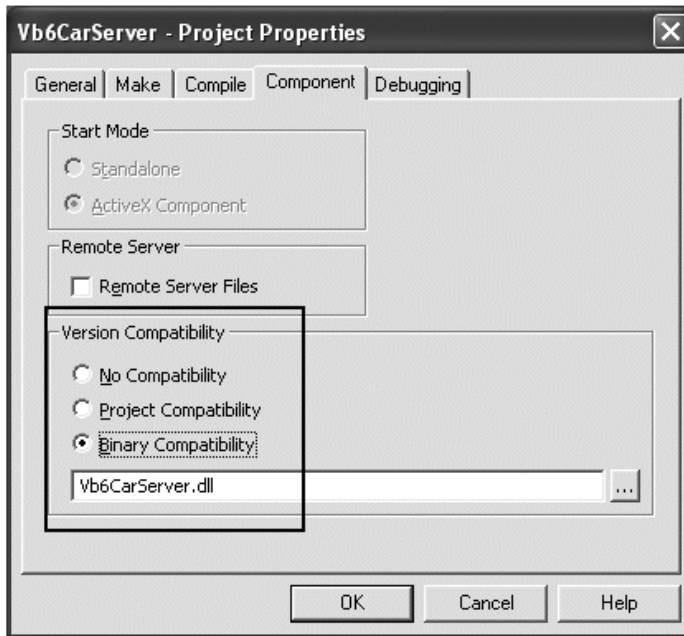 Vb6CarServer - Project Properties
General Make Compile Component Debugging
Start Mode
Standalone
ActiveX Component
Remote Server
Remote Server Files
Version Compatibility
No Compatibility
Project Compatibility
Binary Compatibility
Vb6CarServer.dll
...
OK Cancel Help